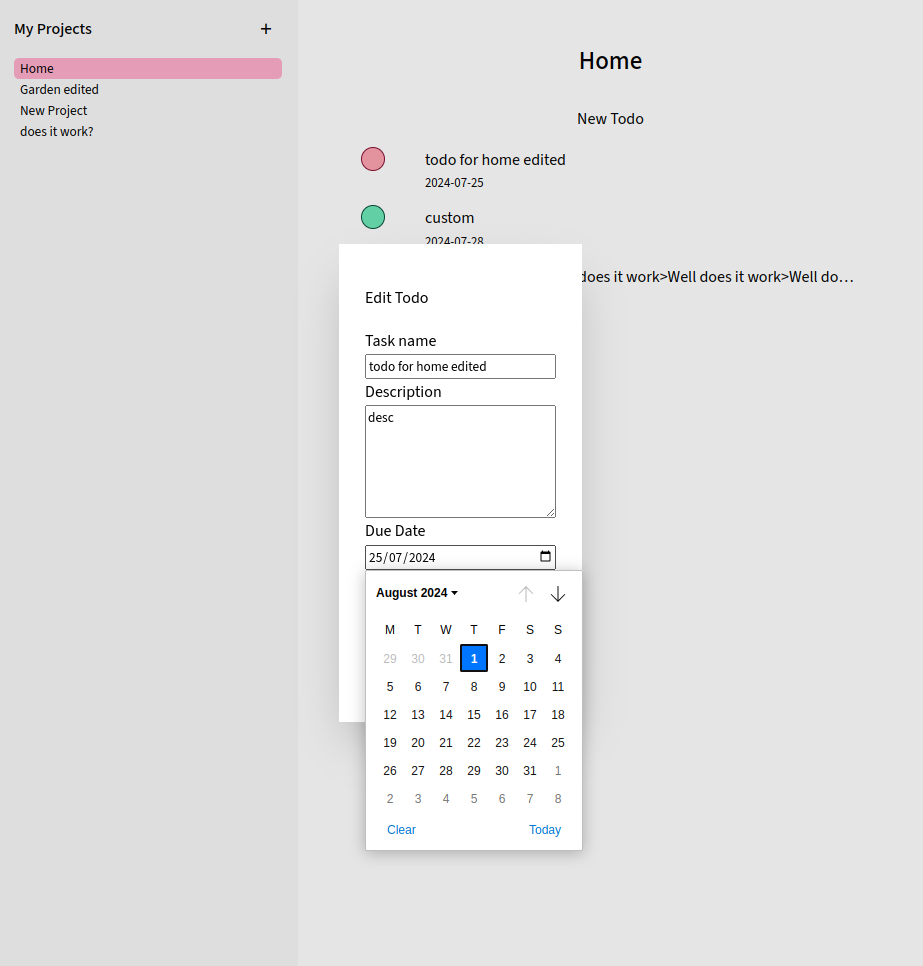 My Projects +
Home
Garden edited
New Project
does it work?
Home
New Todo
todo for home edited
2024-07-25
custom
2024-07-28
does it work>Well does it work>Well do…
Edit Todo
Task name
todo for home edited
Description
desc
Due Date
25/07/2024
August 2024
M T W T F S S
29 30 31 1 2 3 4
5 6 7 8 9 10 11
12 13 14 15 16 17 18
19 20 21 22 23 24 25
26 27 28 29 30 31 1
2 3 4 5 6 7 8
Clear Today